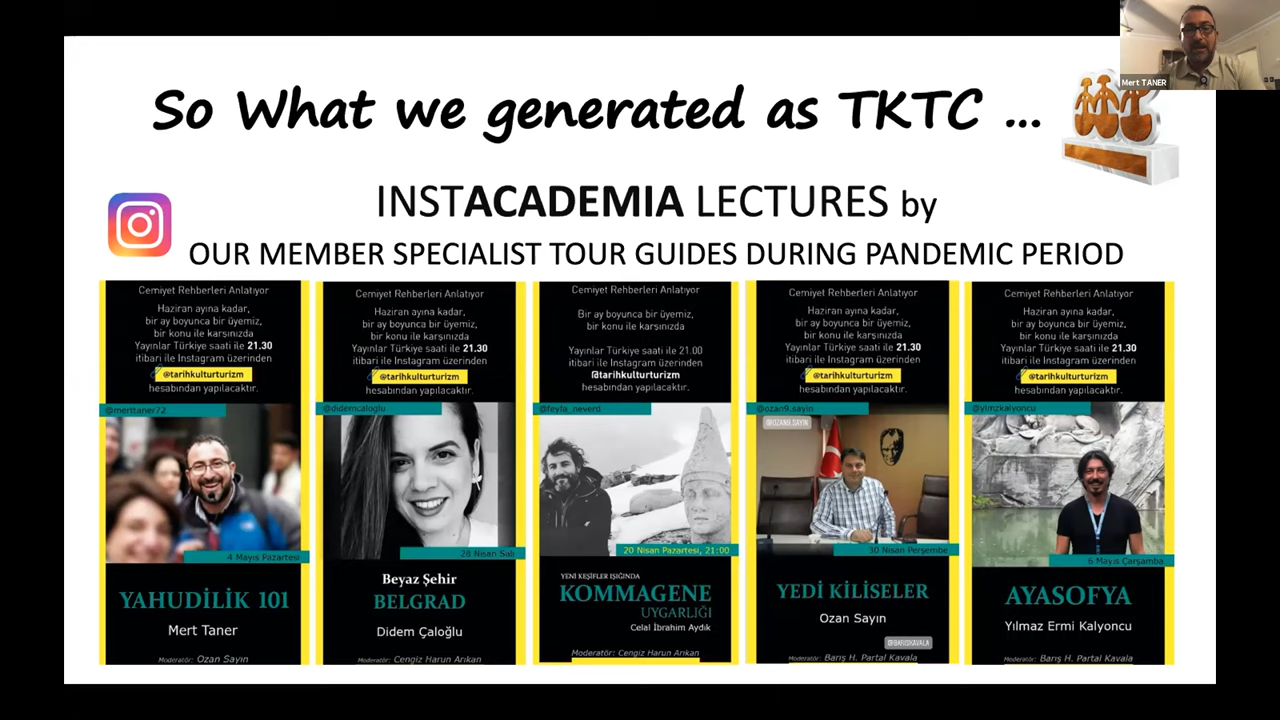 Mert TANER
So What we generated as TKTC ...
INSTACADEMIA LECTURES by
OUR MEMBER SPECIALIST TOUR GUIDES DURING PANDEMIC PERIOD
Cemiyet Rehberleri Anlatıyor
Haziran ayına kadar,
bir ay boyunca bir üyemiz,
bir konu ile karşınızda
Yayınlar Türkiye saati ile 21.30
itibari ile Instagram üzerinden
@tarihkulturturizm
hesabından yapılacaktır.
@merttaner72
4 Mayıs Pazartesi
YAHUDİLİK 101
Mert Taner
Moderatör: Ozan Sayın
Cemiyet Rehberleri Anlatıyor
Haziran ayına kadar,
bir ay boyunca bir üyemiz,
bir konu ile karşınızda
Yayınlar Türkiye saati ile 21.30
itibari ile Instagram üzerinden
@tarihkulturturizm
hesabından yapılacaktır.
@didemcaloglu
28 Nisan Salı
Beyaz Şehir
BELGRAD
Didem Çaloğlu
Moderatör: Cengiz Harun Arıkan
Cemiyet Rehberleri Anlatıyor
Bir ay boyunca bir üyemiz,
bir konu ile karşınızda
Yayınlar Türkiye saati ile 21.00
itibari ile Instagram üzerinden
@tarihkulturturizm
hesabından yapılacaktır.
@feyfa_neverd
20 Nisan Pazartesi, 21:00
YENİ KEŞİFLER IŞIĞINDA
KOMMAGENE
UYGARLIĞI
Celal İbrahim Aydık
Moderatör: Cengiz Harun Arıkan
Cemiyet Rehberleri Anlatıyor
Haziran ayına kadar,
bir ay boyunca bir üyemiz,
bir konu ile karşınızda
Yayınlar Türkiye saati ile 21.30
itibari ile Instagram üzerinden
@tarihkulturturizm
hesabından yapılacaktır.
@ozan9.sayin
@OZAN9.SAYIN
30 Nisan Perşembe
YEDİ KİLİSELER
Ozan Sayın
@BARISKAVALA
Moderatör: Barış H. Partal Kavala
Cemiyet Rehberleri Anlatıyor
Haziran ayına kadar,
bir ay boyunca bir üyemiz,
bir konu ile karşınızda
Yayınlar Türkiye saati ile 21.30
itibari ile Instagram üzerinden
@tarihkulturturizm
hesabından yapılacaktır.
@ylmzkalyoncu
6 Mayıs Çarşamba
AYASOFYA
Yılmaz Ermi Kalyoncu
Moderatör: Barış H. Partal Kavala